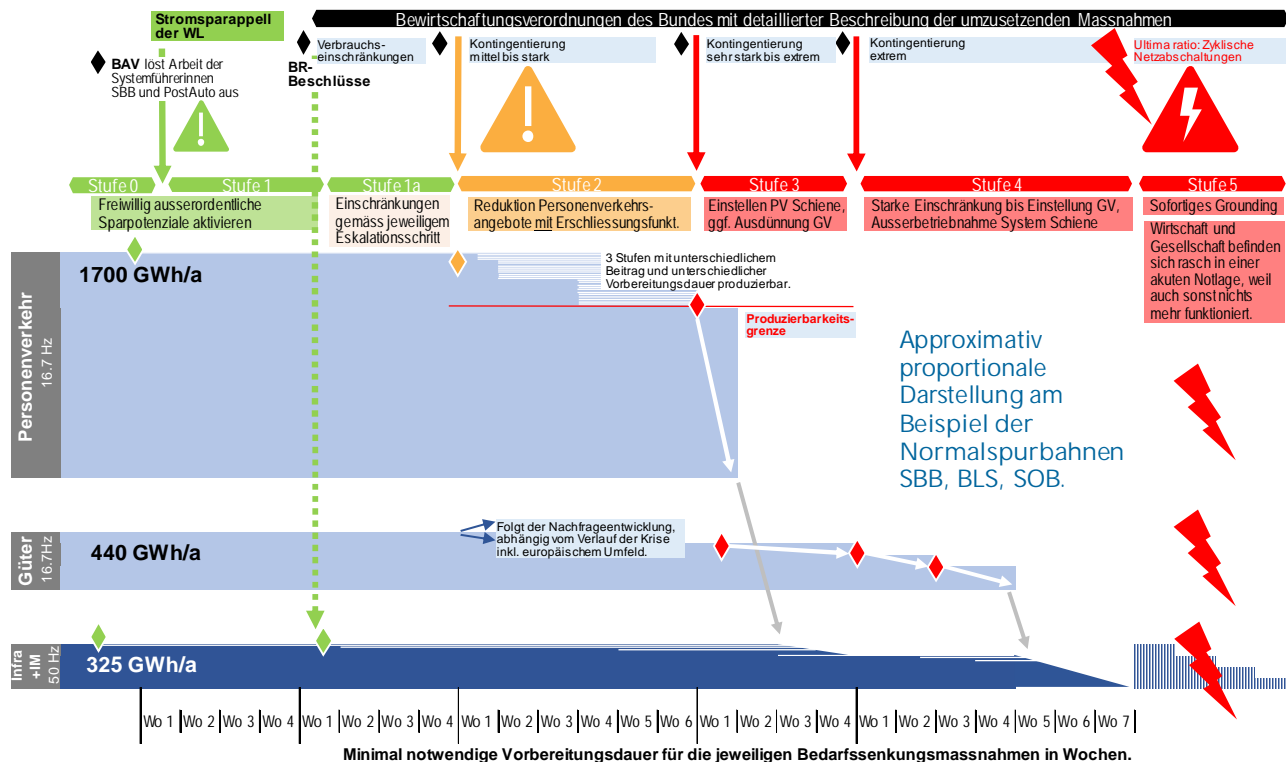 Stromsparappell
der WL
Bewirtschaftungsverordnungen des Bundes mit detaillierter Beschreibung der umzusetzenden Massnahmen
BAV löst Arbeit der
Systemführerinnen
SBB und PostAuto aus
Verbrauchs-
einschränkungen
BR-
Beschlüsse
Kontingentierung
mittel bis stark
Kontingentierung
sehr stark bis extrem
Kontingentierung
extrem
Ultima ratio: Zyklische
Netzabschaltungen
Stufe 0
Stufe 1
Stufe 1a
Stufe 2
Stufe 3
Stufe 4
Stufe 5
Freiwillig ausserordentliche
Sparpotenziale aktivieren
Einschränkungen
gemäss jeweiligem
Eskalationsschritt
Reduktion Personenverkehrs-
angebote mit Erschliessungsfunkt.
Einstellen PV Schiene,
ggf. Ausdünnung GV
Starke Einschränkung bis Einstellung GV,
Ausserbetriebnahme System Schiene
Sofortiges Grounding
Wirtschaft und
Gesellschaft befinden
sich rasch in einer
akuten Notlage, weil
auch sonst nichts
mehr funktioniert.
Personenverkehr
16.7 Hz
1700 GWh/a
3 Stufen mit unterschiedlichem
Beitrag und unterschiedlicher
Vorbereitungsdauer produzierbar.
Produzierbarkeits-
grenze
Approximativ
proportionale
Darstellung am
Beispiel der
Normalspurbahnen
SBB, BLS, SOB.
Güter
16.7Hz
440 GWh/a
Folgt der Nachfrageentwicklung,
abhängig vom Verlauf der Krise
inkl. europäischem Umfeld.
Infra
+IM
50 Hz
325 GWh/a
Wo 1 Wo 2 Wo 3 Wo 4 Wo 1 Wo 2 Wo 3 Wo 4 Wo 1 Wo 2 Wo 3 Wo 4 Wo 5 Wo 6 Wo 1 Wo 2 Wo 3 Wo 4 Wo 1 Wo 2 Wo 3 Wo 4 Wo 5 Wo 6 Wo 7
Minimal notwendige Vorbereitungsdauer für die jeweiligen Bedarfssenkungsmassnahmen in Wochen.